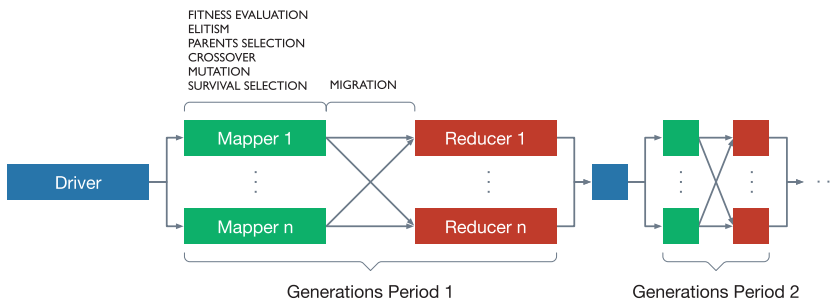 FITNESS EVALUATION
ELITISM
PARENTS SELECTION
CROSSOVER
MUTATION
SURVIVAL SELECTION
MIGRATION
Driver
Mapper 1
Reducer 1
Mapper n
Reducer n
Generations Period 1
Generations Period 2